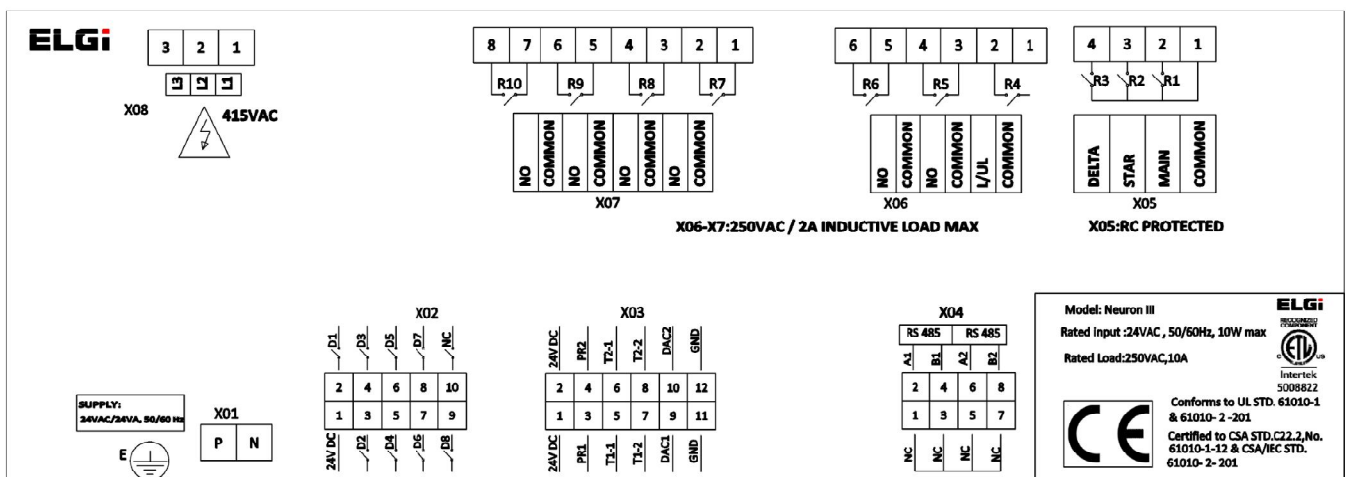 ELGi
3 2 1
L3 L2 L1
X08
415VAC
8 7 6 5 4 3 2 1
R10 R9 R8 R7
NO COMMON NO COMMON NO COMMON NO COMMON
X07
6 5 4 3 2 1
R6 R5 R4
NO COMMON NO COMMON L/UL COMMON
X06
4 3 2 1
R3 R2 R1
DELTA STAR MAIN COMMON
X05
X06-X7:250VAC / 2A INDUCTIVE LOAD MAX
X05:RC PROTECTED
SUPPLY:
24VAC/24VA, 50/60 Hz
X01
P N
E
X02
D1 D3 D5 D7 NC
2 4 6 8 10
1 3 5 7 9
24V DC D2 D4 D6 D8
X03
24V DC PR2 T2-1 T2-2 DAC2 GND
2 4 6 8 10 12
1 3 5 7 9 11
24V DC PR1 T1-1 T1-2 DAC1 GND
X04
RS 485 RS 485
A1 B1 A2 B2
2 4 6 8
1 3 5 7
NC NC NC NC
ELGi
Model: Neuron III
Rated Input :24VAC , 50/60Hz, 10W max
Rated Load:250VAC,10A
RECOGNIZED
COMPONENT
C ETL US
Intertek
5008822
CE
Conforms to UL STD. 61010-1
& 61010- 2 -201
Certified to CSA STD.C22.2,No.
61010-1-12 & CSA/IEC STD.
61010- 2- 201